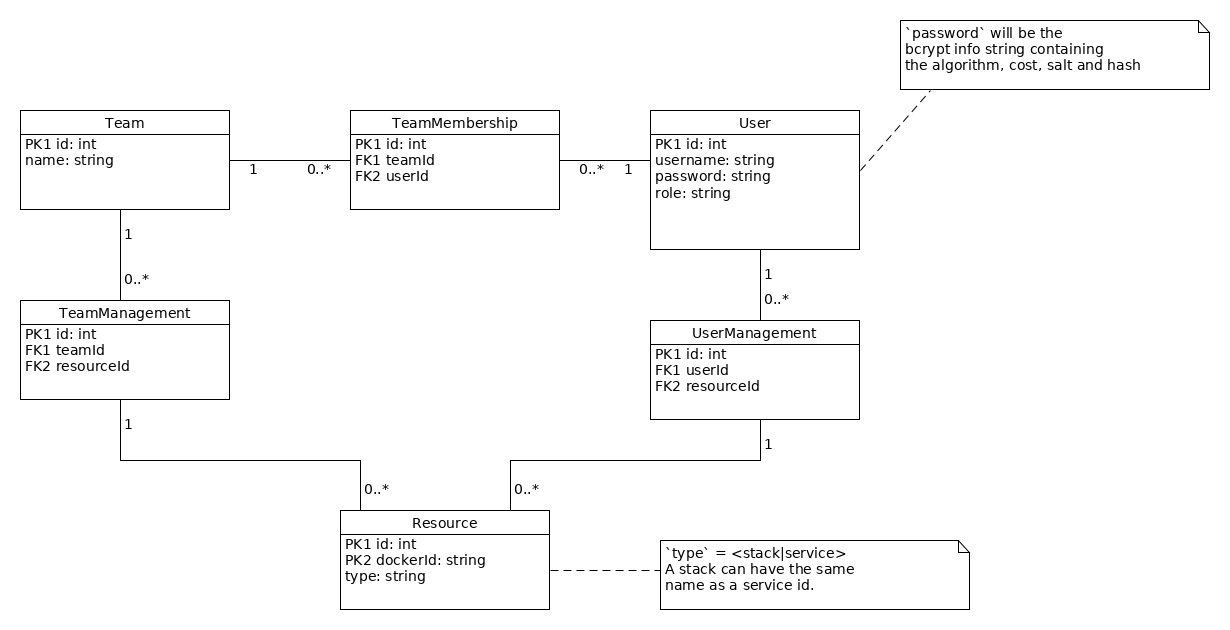 `password` will be the
bcrypt info string containing
the algorithm, cost, salt and hash
Team
PK1 id: int
name: string
1
0..*
TeamMembership
PK1 id: int
FK1 teamId
FK2 userId
0..*
1
User
PK1 id: int
username: string
password: string
role: string
1
0..*
TeamManagement
PK1 id: int
FK1 teamId
FK2 resourceId
1
0..*
1
0..*
UserManagement
PK1 id: int
FK1 userId
FK2 resourceId
1
0..*
Resource
PK1 id: int
PK2 dockerId: string
type: string
`type` = <stack|service>
A stack can have the same
name as a service id.